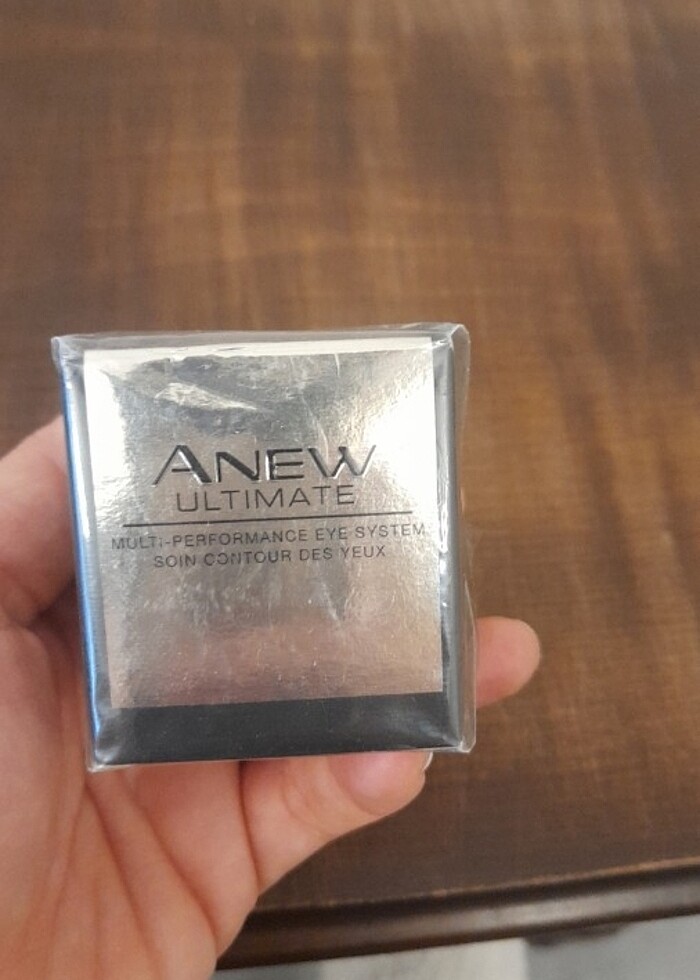 ANEW
ULTIMATE
MULTI-PERFORMANCE EYE SYSTEM
SOIN CONTOUR DES YEUX